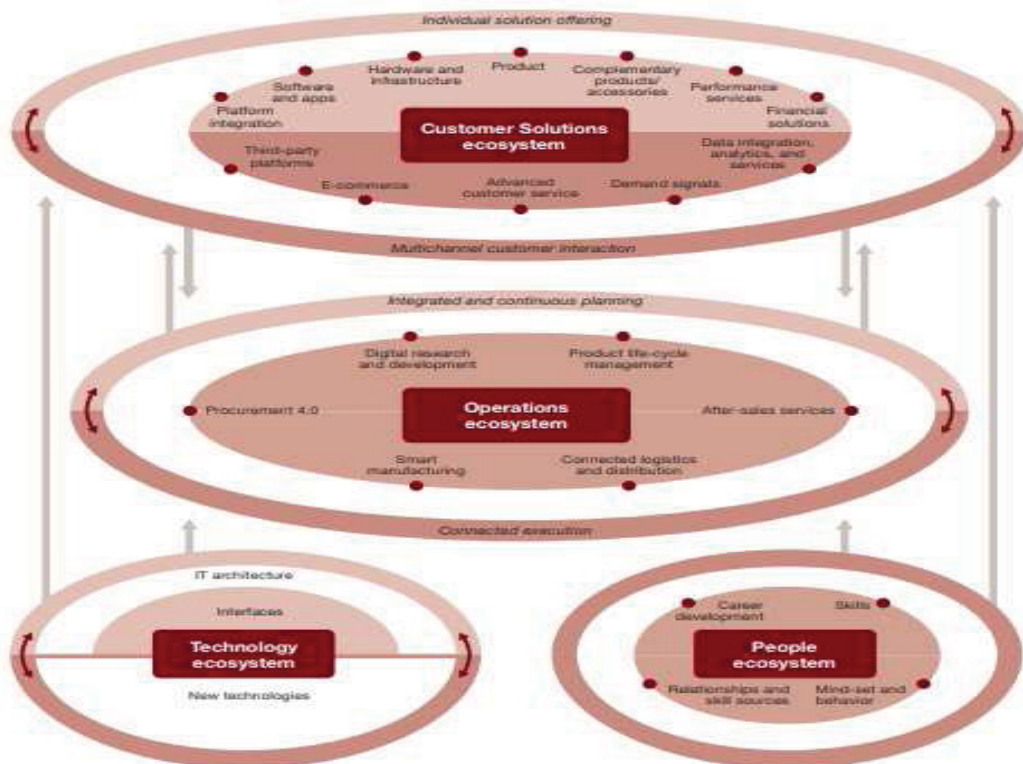 Individual solution offering
Product
Hardware and
infrastructure
Complementary
products/
accessories
Software
and apps
Performance
services
Platform
integration
Financial
solutions
Customer Solutions
ecosystem
Third-party
platforms
Data integration,
analytics, and
services
E-commerce
Advanced
customer service
Demand signals
Multichannel customer interaction
Integrated and continuous planning
Digital research
and development
Product life-cycle
management
Procurement 4.0
Operations
ecosystem
After-sales services
Smart
manufacturing
Connected logistics
and distribution
Connected execution
IT architecture
Interfaces
Technology
ecosystem
New technologies
Career
development
Skills
People
ecosystem
Relationships and
skill sources
Mind-set and
behavior